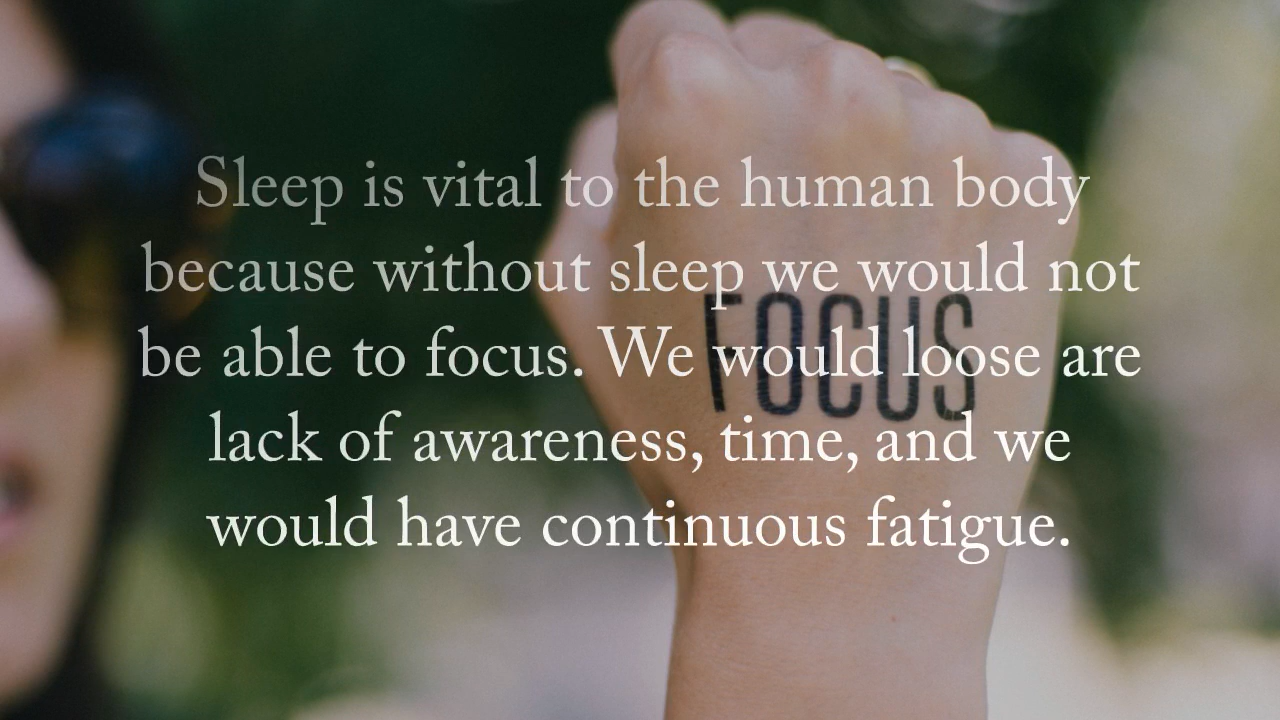 Sleep is vital to the human body
because without sleep we would not
be able to focus. We would loose are
lack of awareness, time, and we
would have continuous fatigue.
FOCUS